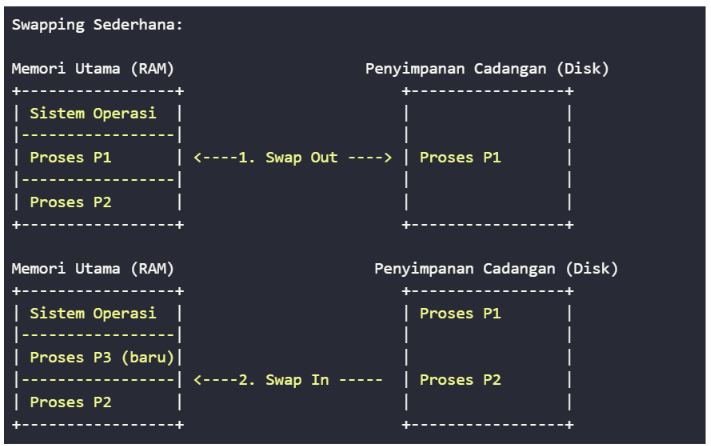 Swapping Sederhana:
Memori Utama (RAM)                     Penyimpanan Cadangan (Disk)
+-----------------+                        +-----------------+
| Sistem Operasi  |                        |                 |
|-----------------|                        |                 |
| Proses P1       | <----1. Swap Out ----> | Proses P1       |
|-----------------|                        |                 |
| Proses P2       |                        |                 |
+-----------------+                        +-----------------+
Memori Utama (RAM)                      Penyimpanan Cadangan (Disk)
+-----------------+                        +-----------------+
| Sistem Operasi  |                        | Proses P1       |
|-----------------|                        |                 |
| Proses P3 (baru)|                        |                 |
|-----------------| <----2. Swap In -----  | Proses P2       |
| Proses P2       |                        |                 |
+-----------------+                        +-----------------+